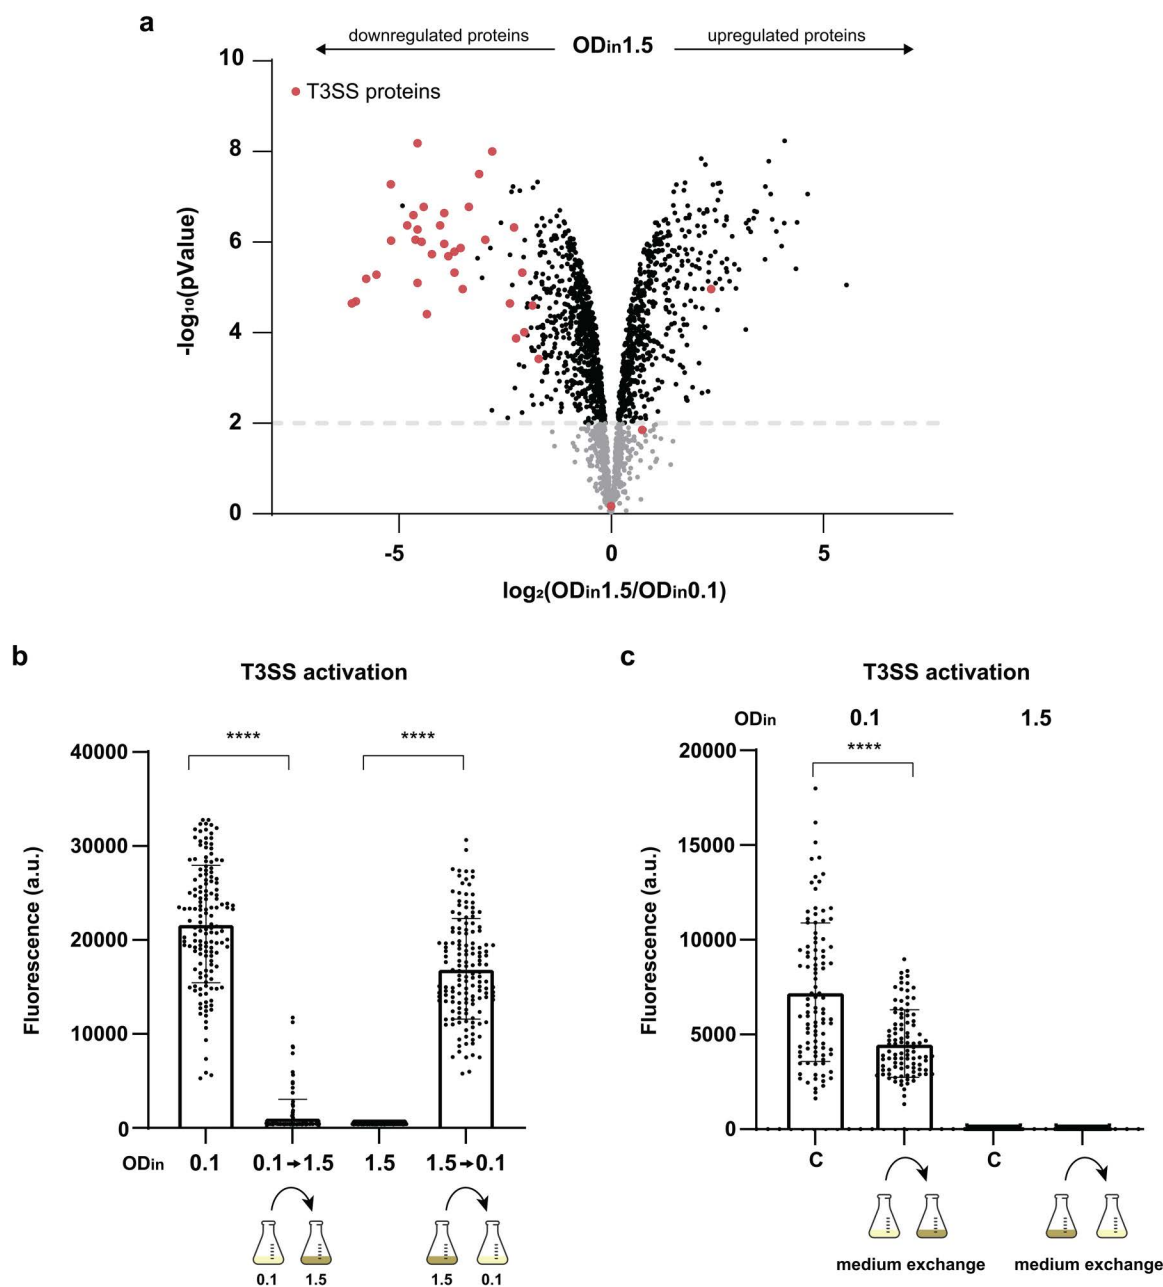 a
downregulated proteins
ODin1.5
upregulated proteins
T3SS proteins
10
8
6
4
2
0
-log₁₀(pValue)
-5 0 5
log₂(ODin1.5/ODin0.1)
b
T3SS activation
**** ****
40000
30000
20000
10000
0
Fluorescence (a.u.)
ODin 0.1 0.1→1.5 1.5 1.5→0.1
0.1 1.5 1.5 0.1
c
T3SS activation
ODin 0.1 1.5
****
20000
15000
10000
5000
0
Fluorescence (a.u.)
C C
medium exchange medium exchange